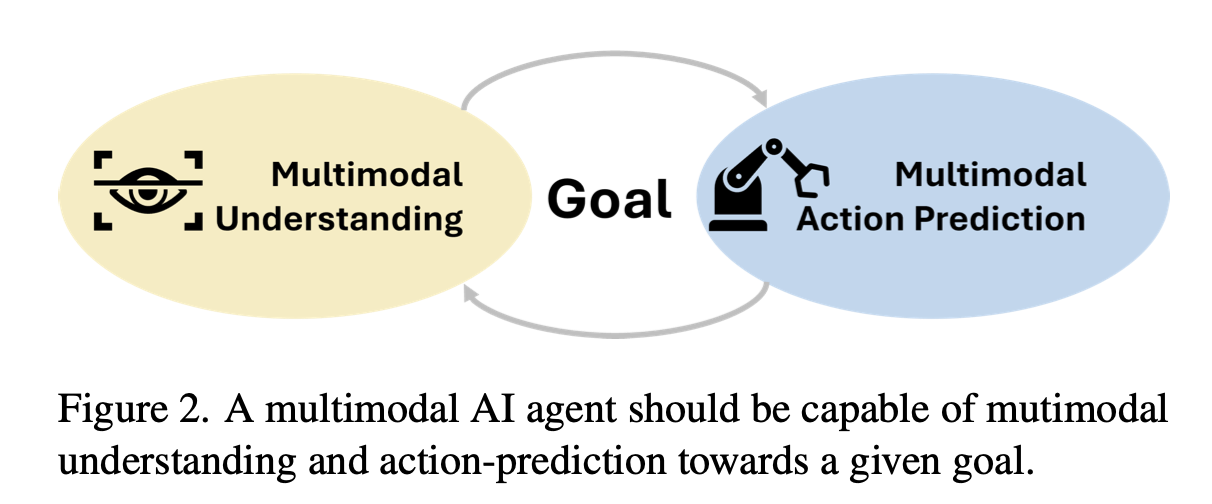 Multimodal
Understanding
Goal
Multimodal
Action Prediction
Figure 2. A multimodal AI agent should be capable of mutimodal
understanding and action-prediction towards a given goal.